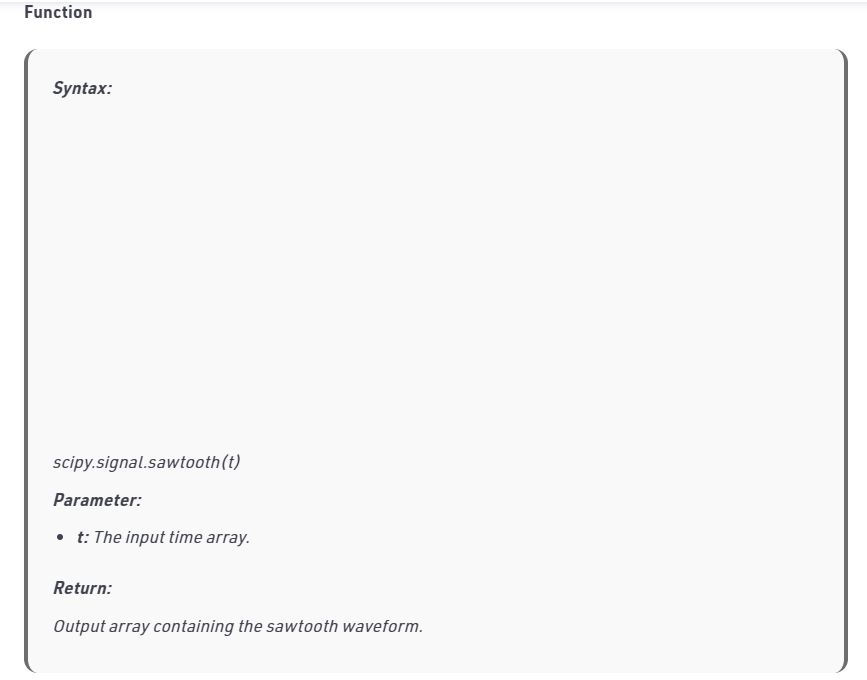 Function
Syntax:
scipy.signal.sawtooth(t)
Parameter:
• t: The input time array.
Return:
Output array containing the sawtooth waveform.